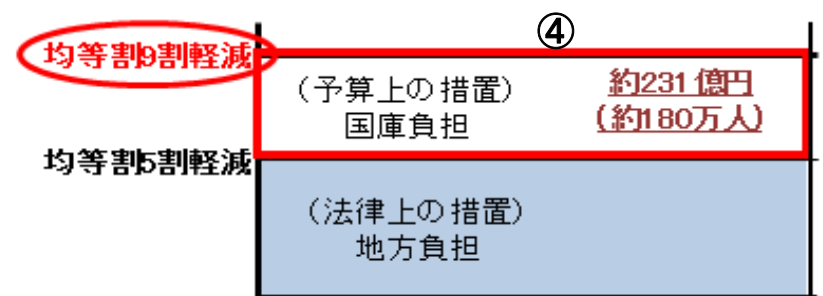 ④
均等割9割軽減
(予算上の措置)
国庫負担
約231億円
(約180万人)
均等割5割軽減
(法律上の措置)
地方負担